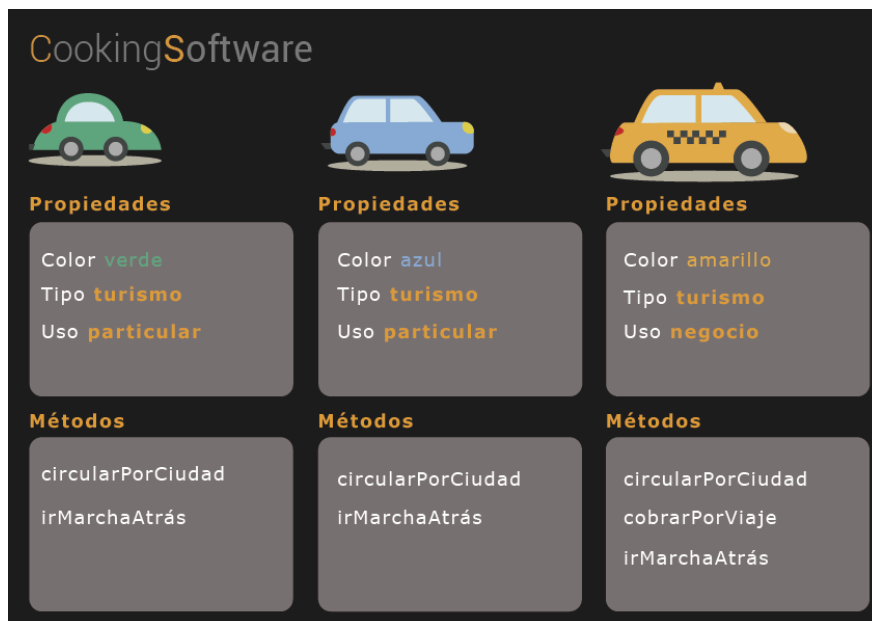 CookingSoftware
Propiedades
Color verde
Tipo turismo
Uso particular
Métodos
circularPorCiudad
irMarchaAtrás
Propiedades
Color azul
Tipo turismo
Uso particular
Métodos
circularPorCiudad
irMarchaAtrás
Propiedades
Color amarillo
Tipo turismo
Uso negocio
Métodos
circularPorCiudad
cobrarPorViaje
irMarchaAtrás